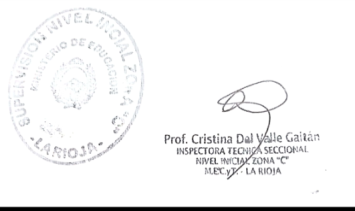 SUPERVISIÓN NIVEL INICIAL ZONA "C"
MINISTERIO DE EDUCACIÓN
LA RIOJA
Prof. Cristina Del Valle Gaitán
INSPECTORA TECNICA SECCIONAL
NIVEL INICIAL ZONA "C"
M.E.C.y T. - LA RIOJA